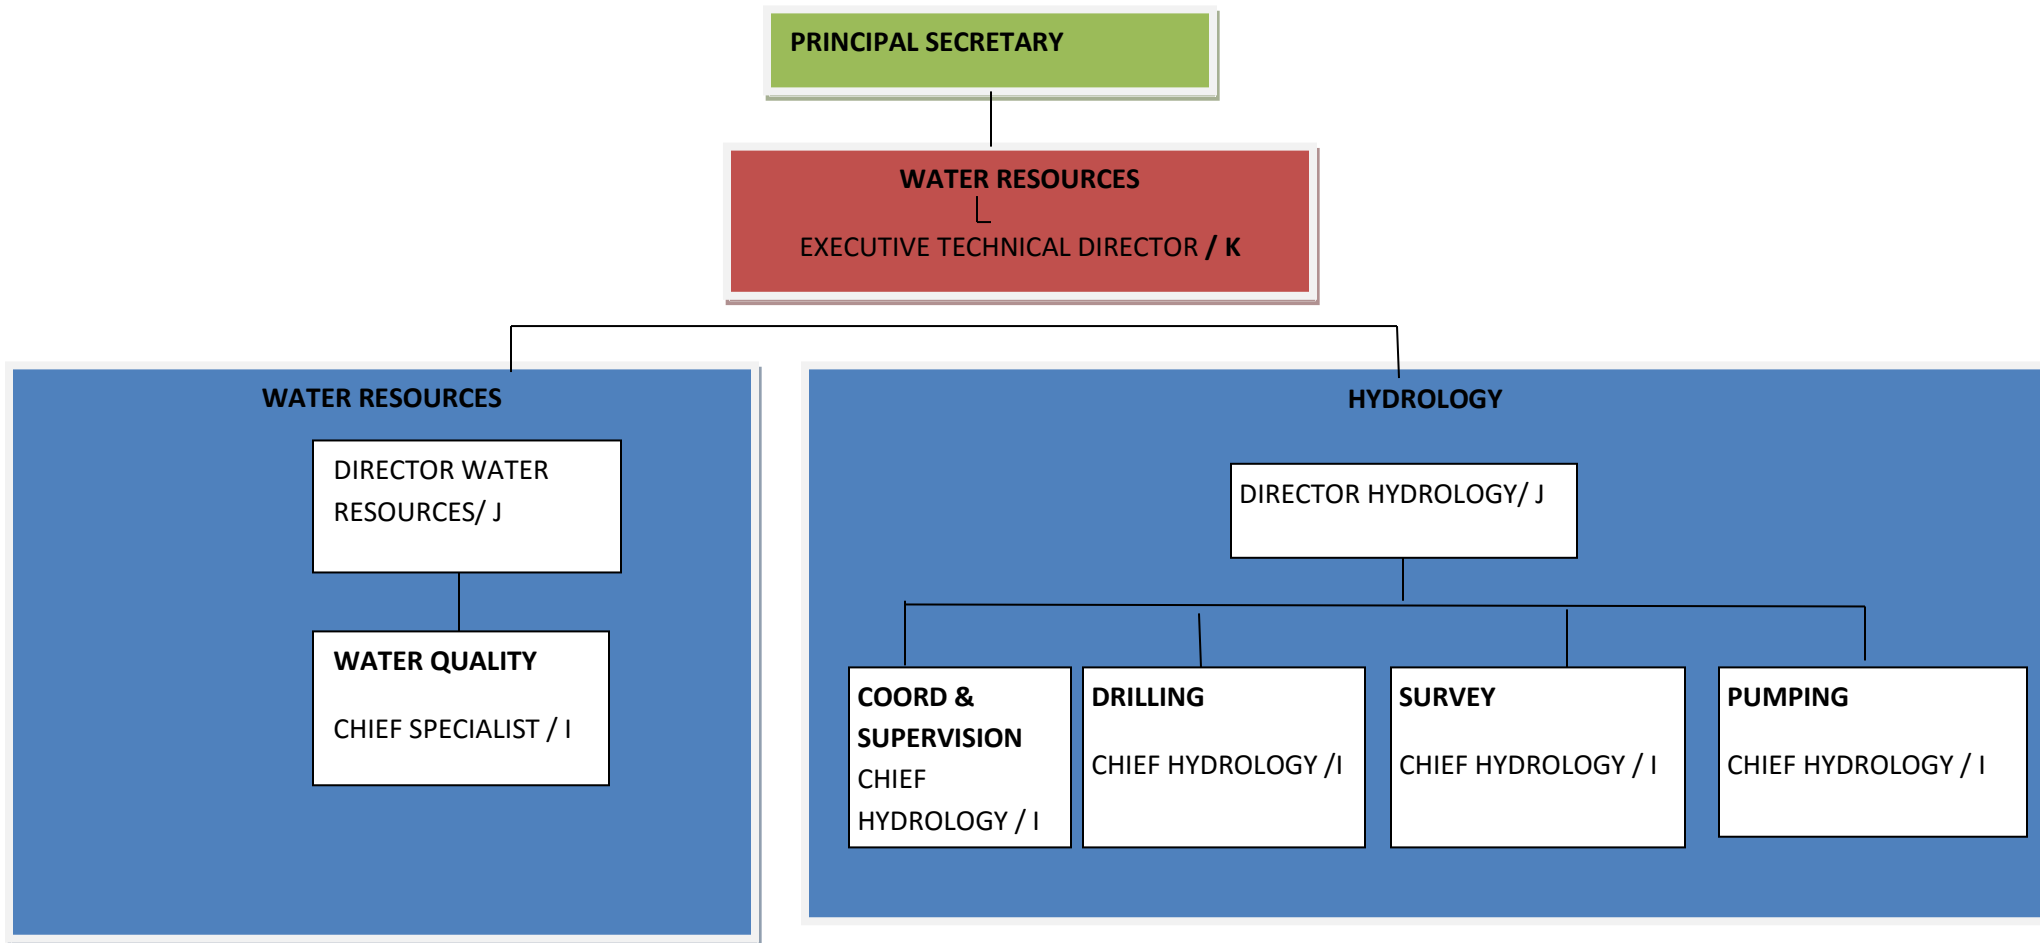 PRINCIPAL SECRETARY
WATER RESOURCES
EXECUTIVE TECHNICAL DIRECTOR / K
WATER RESOURCES
DIRECTOR WATER
RESOURCES/ J
WATER QUALITY
CHIEF SPECIALIST / I
HYDROLOGY
DIRECTOR HYDROLOGY/ J
COORD &
SUPERVISION
CHIEF
HYDROLOGY / I
DRILLING
CHIEF HYDROLOGY /I
SURVEY
CHIEF HYDROLOGY / I
PUMPING
CHIEF HYDROLOGY / I